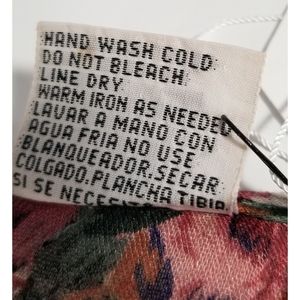 HAND WASH COLD
DO NOT BLEACH
LINE DRY
WARM IRON AS NEEDED
LAVAR A MANO CON
AGUA FRIA NO USE
BLANQUEADOR.SECAR
COLGADO.PLANCHA TIBIA
SI SE NECESITE